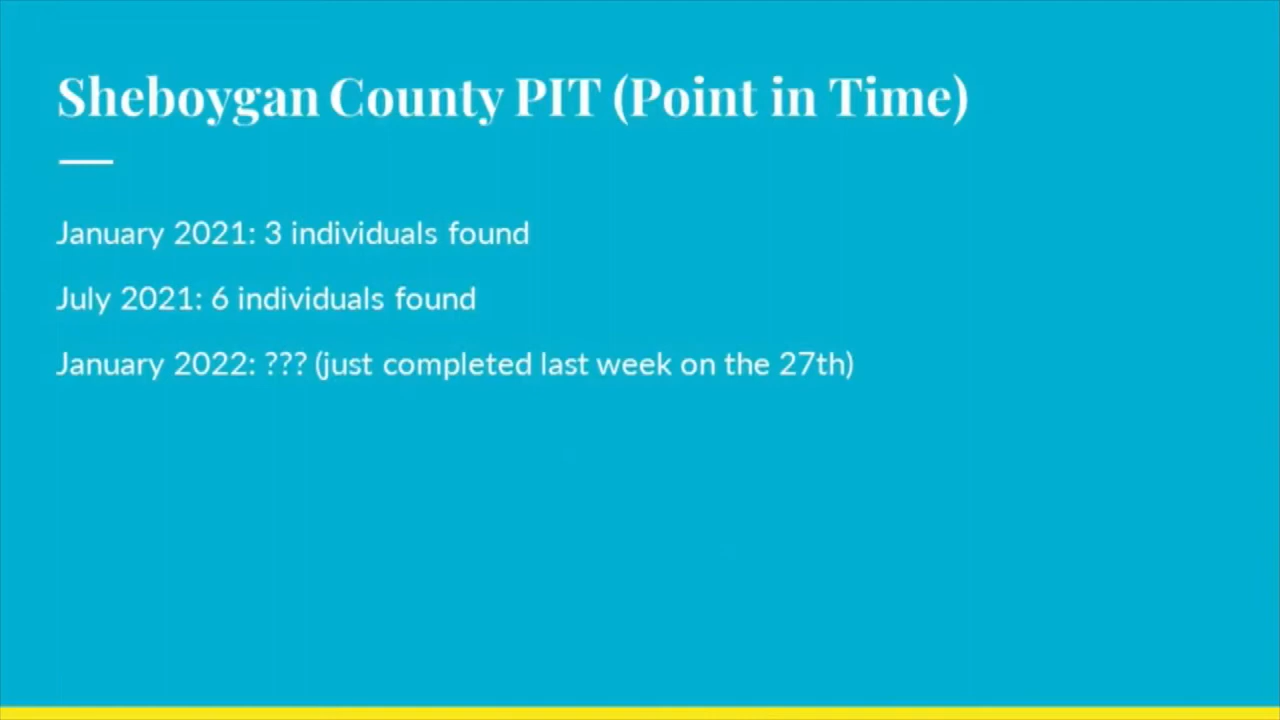 Sheboygan County PIT (Point in Time)
January 2021: 3 individuals found
July 2021: 6 individuals found
January 2022: ??? (just completed last week on the 27th)